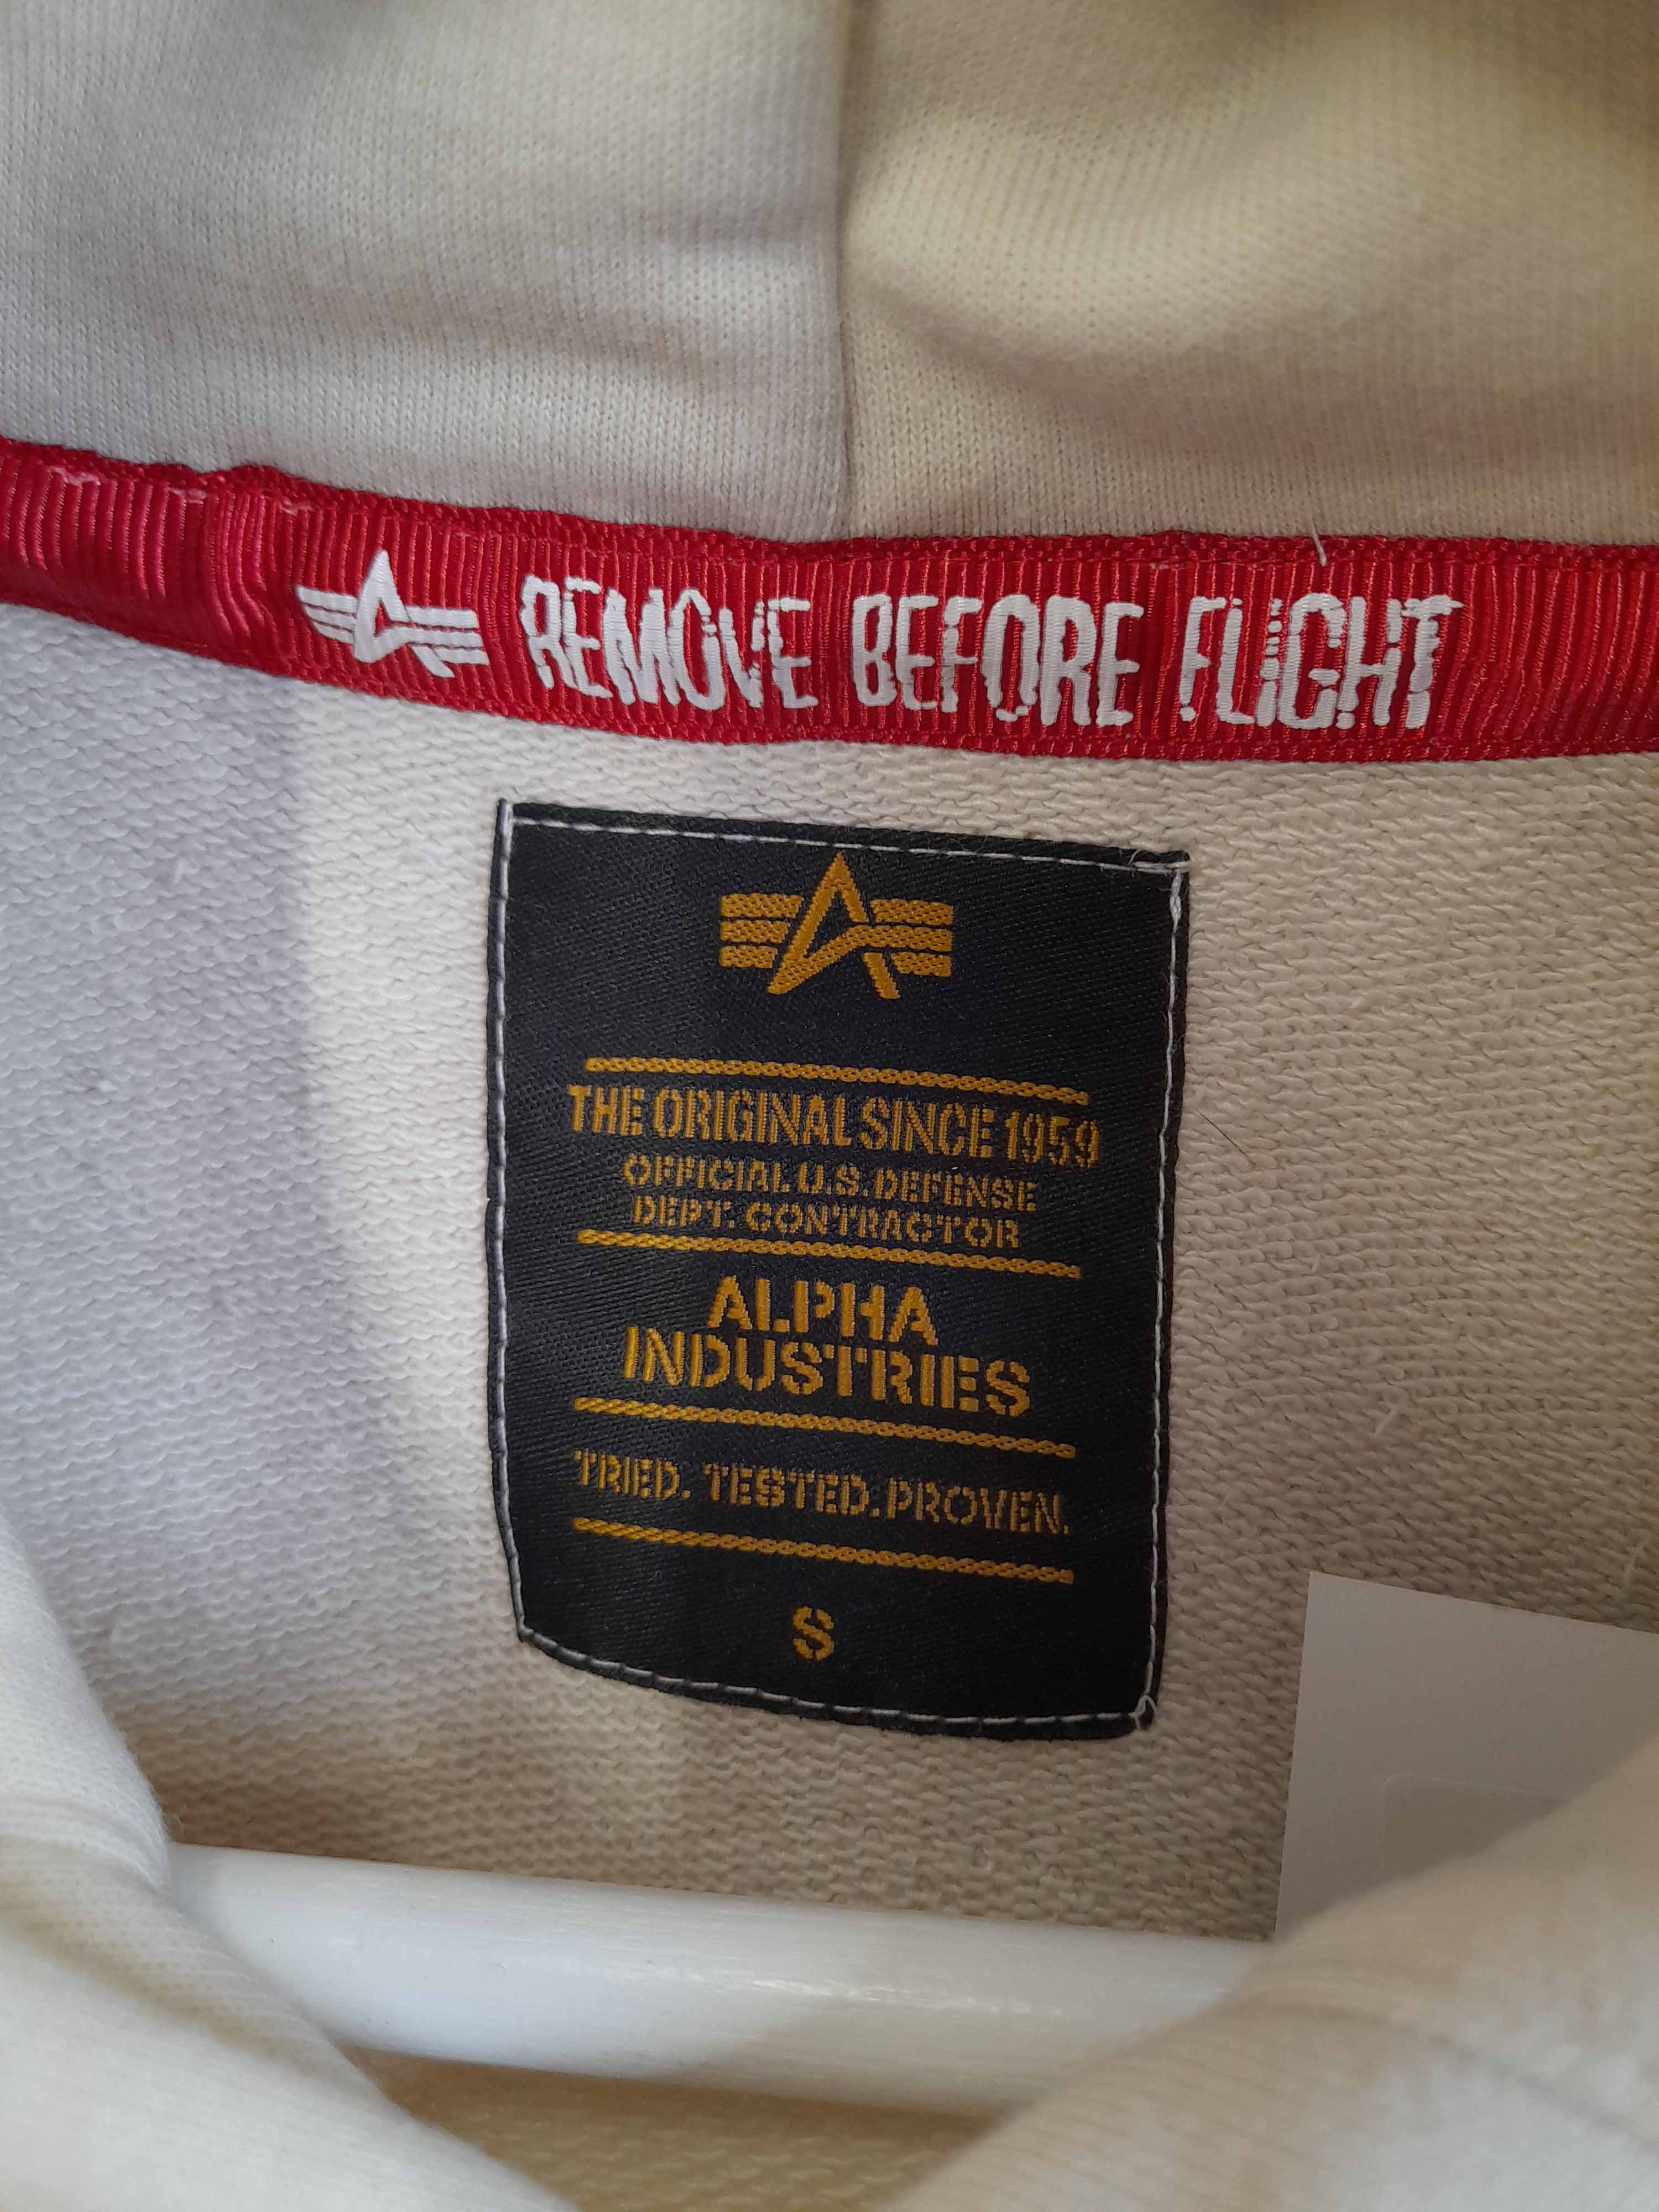 REMOVE BEFORE FLIGHT
THE ORIGINAL SINCE 1959
OFFICIAL U.S. DEFENSE
DEPT. CONTRACTOR
ALPHA
INDUSTRIES
TRIED. TESTED. PROVEN.
S